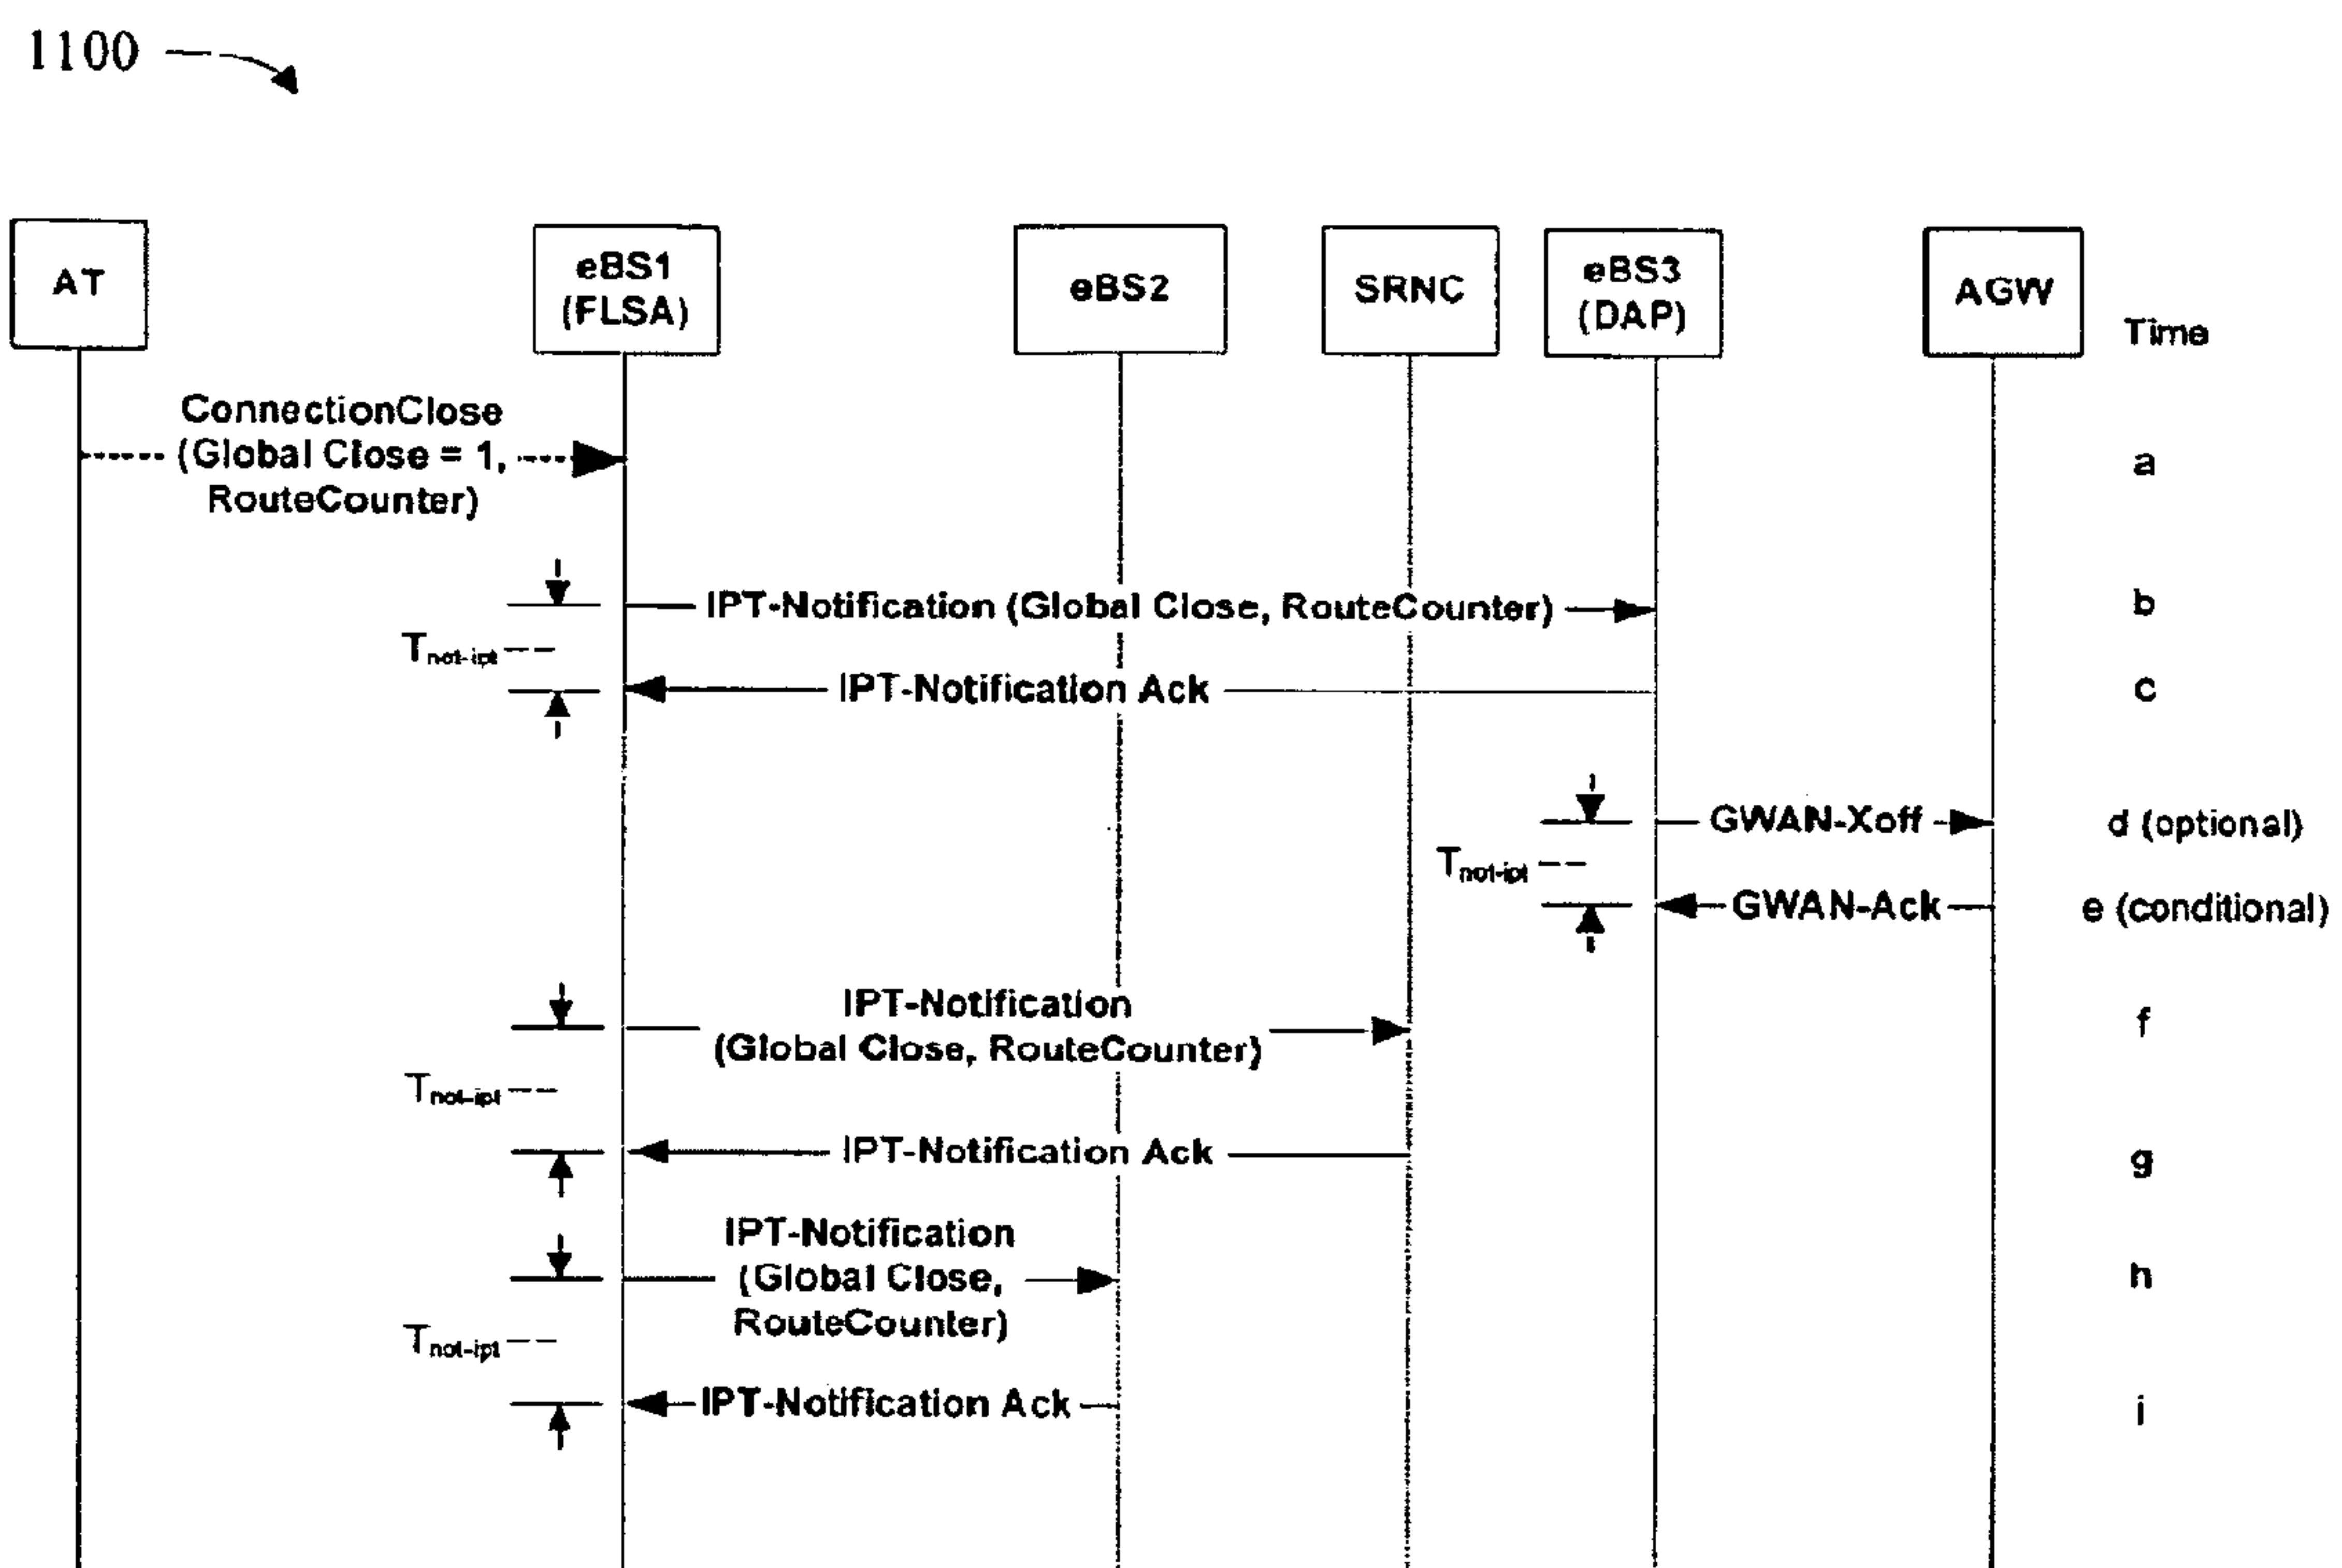 1100
AT
eBS1
(FLSA)
eBS2
SRNC
eBS3
(DAP)
AGW
Time
ConnectionClose
(Global Close = 1,
RouteCounter)
a
IPT-Notification (Global Close, RouteCounter)
b
Tnot-ipt
IPT-Notification Ack
c
GWAN-Xoff
d (optional)
Tnot-ipt
GWAN-Ack
e (conditional)
IPT-Notification
(Global Close, RouteCounter)
f
Tnot-ipt
IPT-Notification Ack
g
IPT-Notification
(Global Close,
RouteCounter)
h
Tnot-ipt
IPT-Notification Ack
i